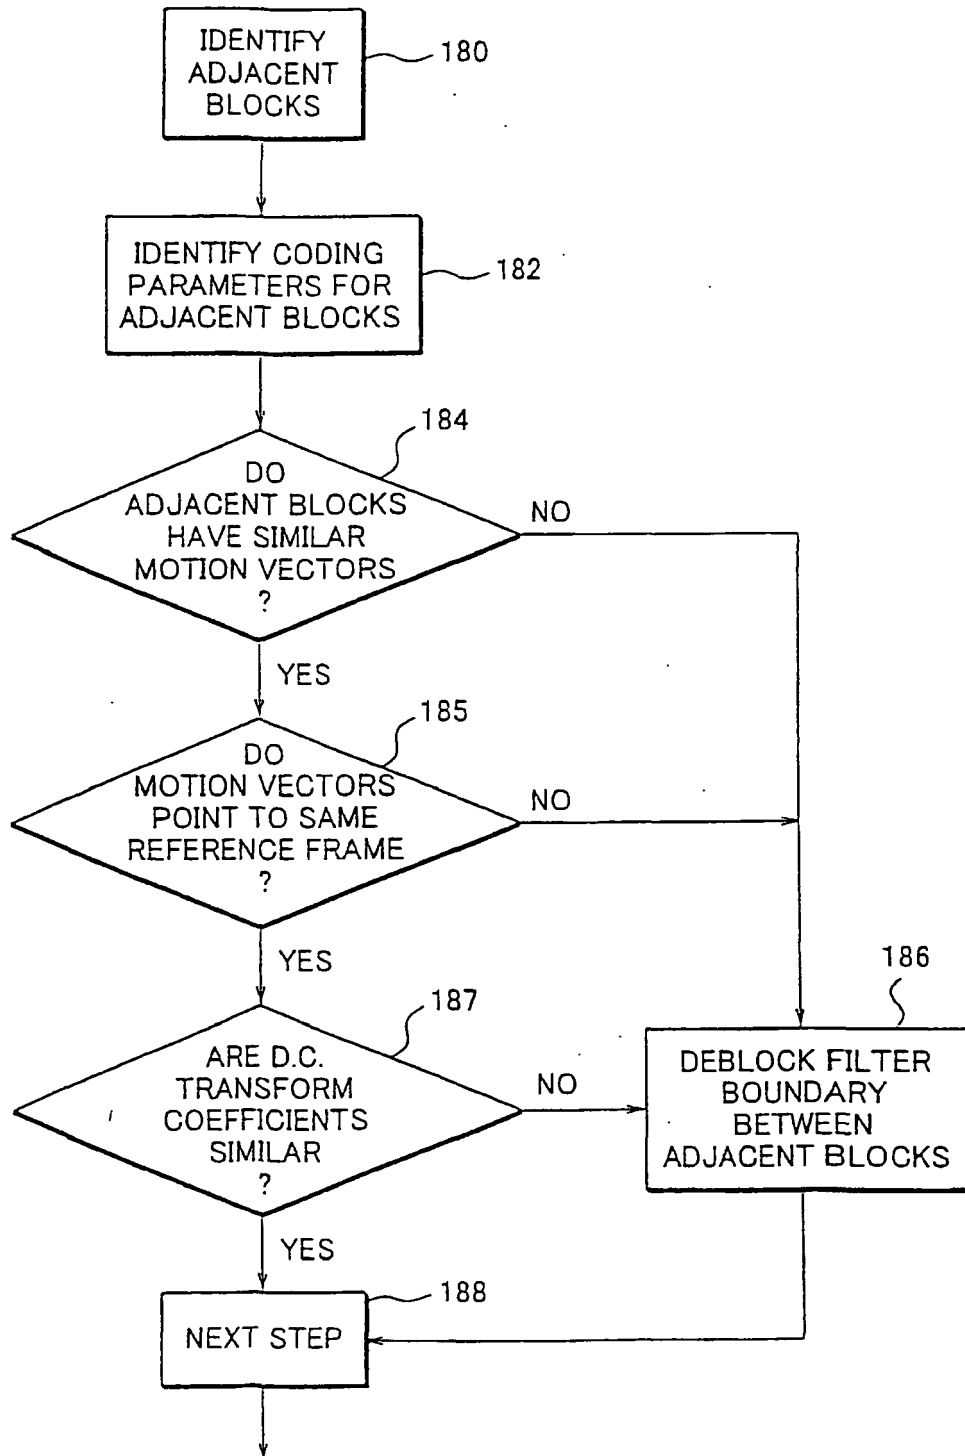 IDENTIFY
ADJACENT
BLOCKS
180
IDENTIFY CODING
PARAMETERS FOR
ADJACENT BLOCKS
182
184
DO
ADJACENT BLOCKS
HAVE SIMILAR
MOTION VECTORS
?
NO
YES
185
DO
MOTION VECTORS
POINT TO SAME
REFERENCE FRAME
?
NO
YES
187
ARE D.C.
TRANSFORM
COEFFICIENTS
SIMILAR
?
NO
186
DEBLOCK FILTER
BOUNDARY
BETWEEN
ADJACENT BLOCKS
YES
188
NEXT STEP